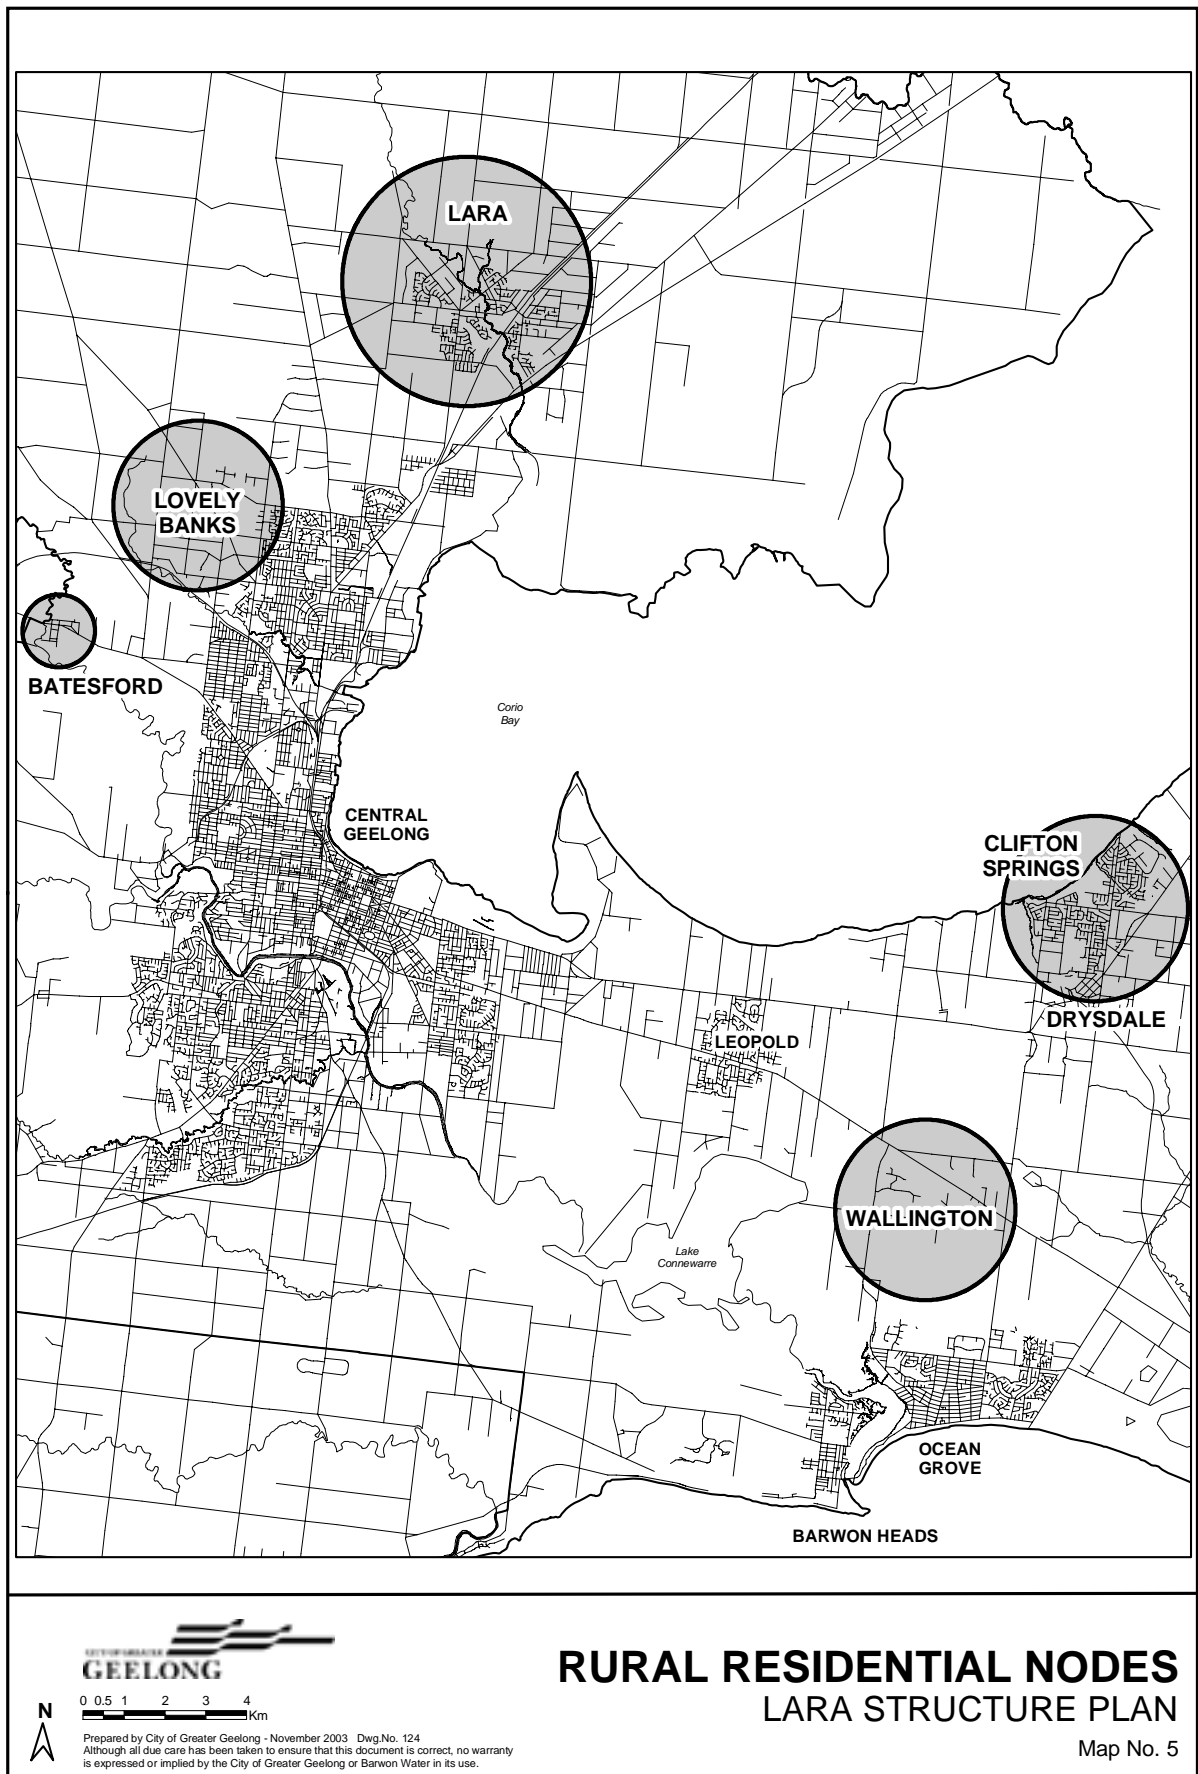 LARA
LOVELY
BANKS
BATESFORD
Corio
Bay
CENTRAL
GEELONG
CLIFTON
SPRINGS
DRYSDALE
LEOPOLD
WALLINGTON
Lake
Connewarre
OCEAN
GROVE
BARWON HEADS
CITY OF GREATER
GEELONG
RURAL RESIDENTIAL NODES
LARA STRUCTURE PLAN
Map No. 5
N
0 0.5 1 2 3 4
Km
Prepared by City of Greater Geelong - November 2003 Dwg.No. 124
Although all due care has been taken to ensure that this document is correct, no warranty
is expressed or implied by the City of Greater Geelong or Barwon Water in its use.